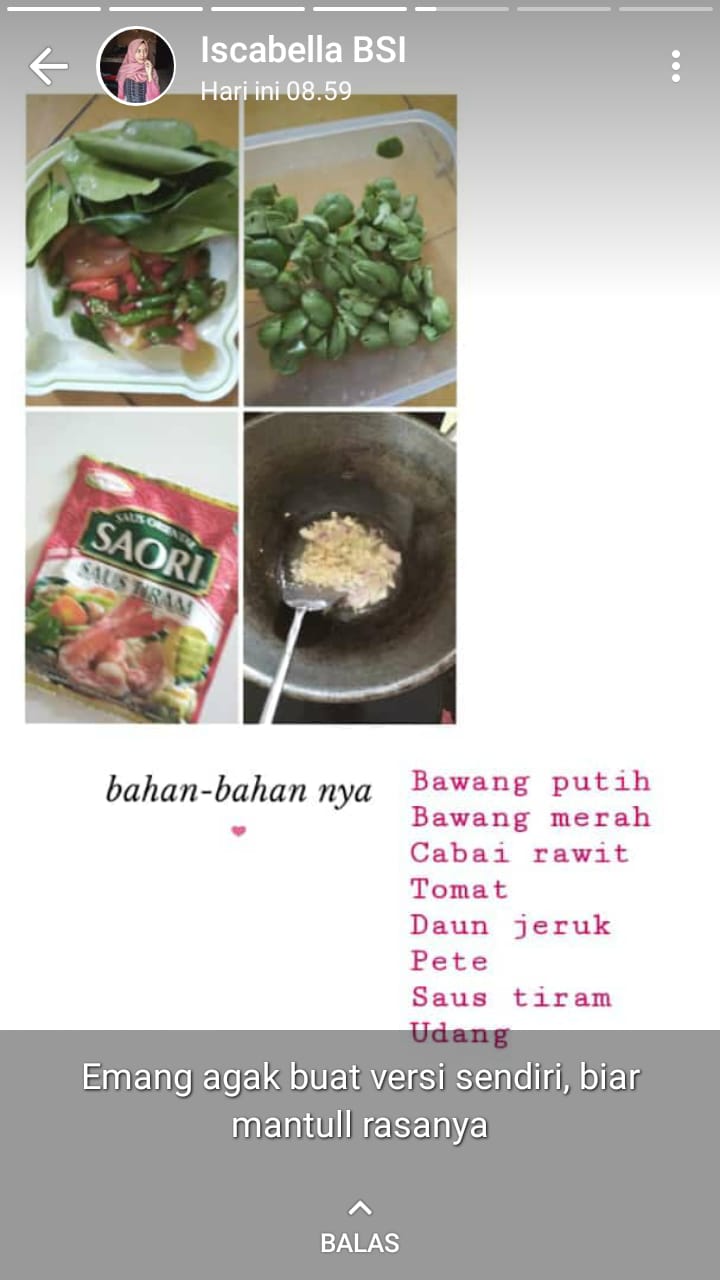 Iscabella BSI
Hari ini 08.59
SAUS ORIENTAL
SAORI
SAUS TIRAM
bahan-bahan nya
Bawang putih
Bawang merah
Cabai rawit
Tomat
Daun jeruk
Pete
Saus tiram
Udang
Emang agak buat versi sendiri, biar
mantull rasanya
BALAS